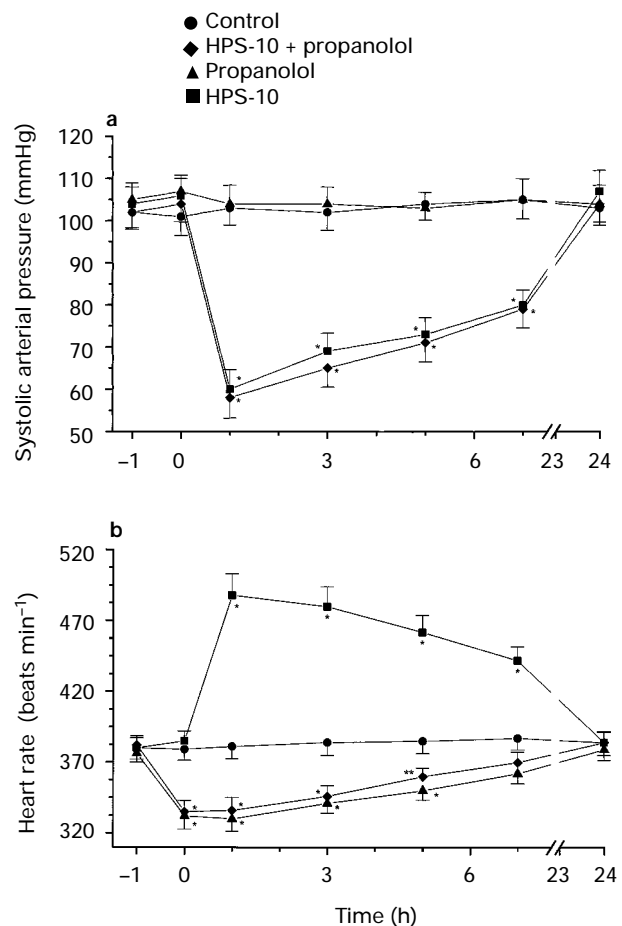 Control
HPS-10 + propanolol
Propanolol
HPS-10
a
120
110
100
90
80
70
60
50
Systolic arterial pressure (mmHg)
–1 0 3 6 23 24
b
520
470
420
370
320
Heart rate (beats min⁻¹)
–1 0 3 6 23 24
Time (h)